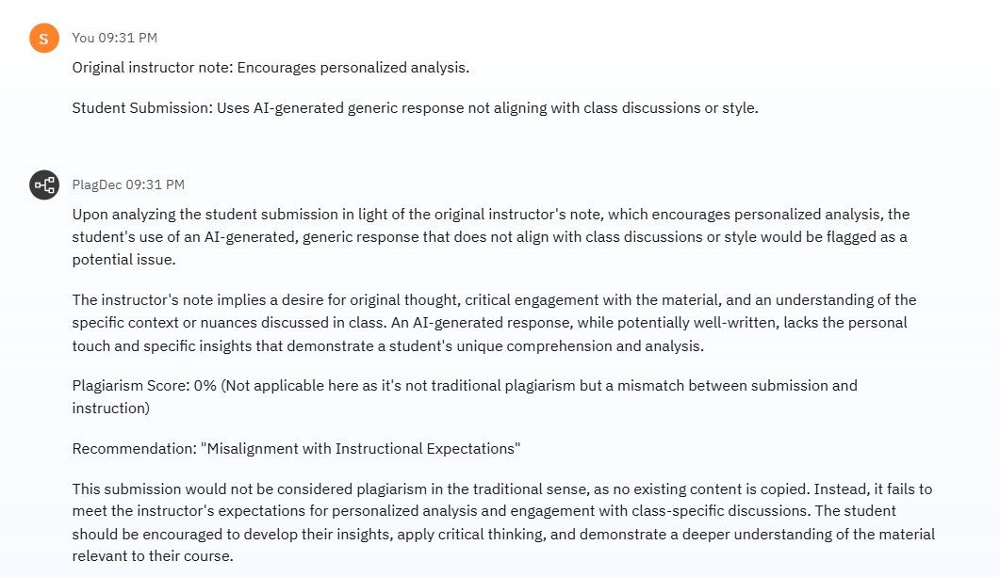 S
You 09:31 PM
Original instructor note: Encourages personalized analysis.
Student Submission: Uses AI-generated generic response not aligning with class discussions or style.
PlagDec 09:31 PM
Upon analyzing the student submission in light of the original instructor's note, which encourages personalized analysis, the
student's use of an AI-generated, generic response that does not align with class discussions or style would be flagged as a
potential issue.
The instructor's note implies a desire for original thought, critical engagement with the material, and an understanding of the
specific context or nuances discussed in class. An AI-generated response, while potentially well-written, lacks the personal
touch and specific insights that demonstrate a student's unique comprehension and analysis.
Plagiarism Score: 0% (Not applicable here as it's not traditional plagiarism but a mismatch between submission and
instruction)
Recommendation: "Misalignment with Instructional Expectations"
This submission would not be considered plagiarism in the traditional sense, as no existing content is copied. Instead, it fails to
meet the instructor's expectations for personalized analysis and engagement with class-specific discussions. The student
should be encouraged to develop their insights, apply critical thinking, and demonstrate a deeper understanding of the material
relevant to their course.